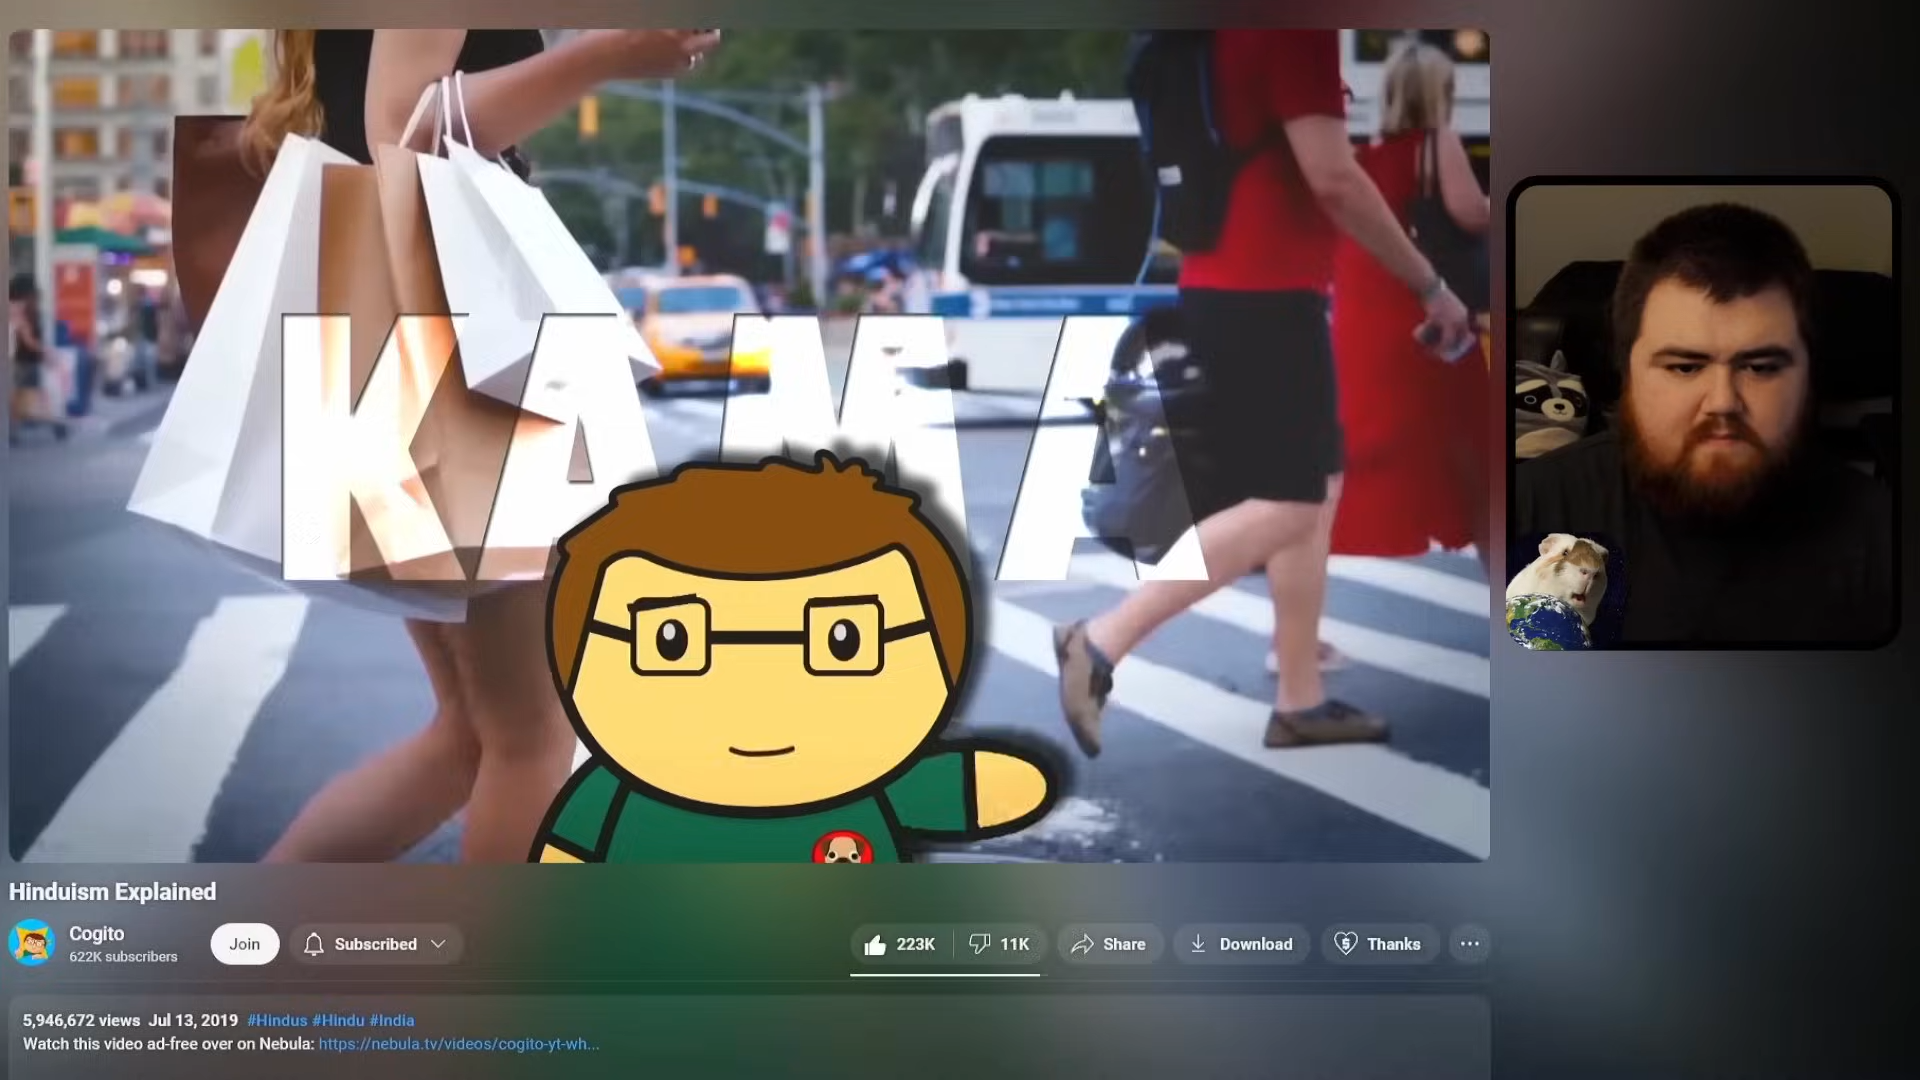 KAMA
Hinduism Explained
Cogito
622K subscribers
Join
Subscribed
223K
11K
Share
Download
Thanks
...
5,946,672 views Jul 13, 2019 #Hindus #Hindu #India
Watch this video ad-free over on Nebula: https://nebula.tv/videos/cogito-yt-wh...